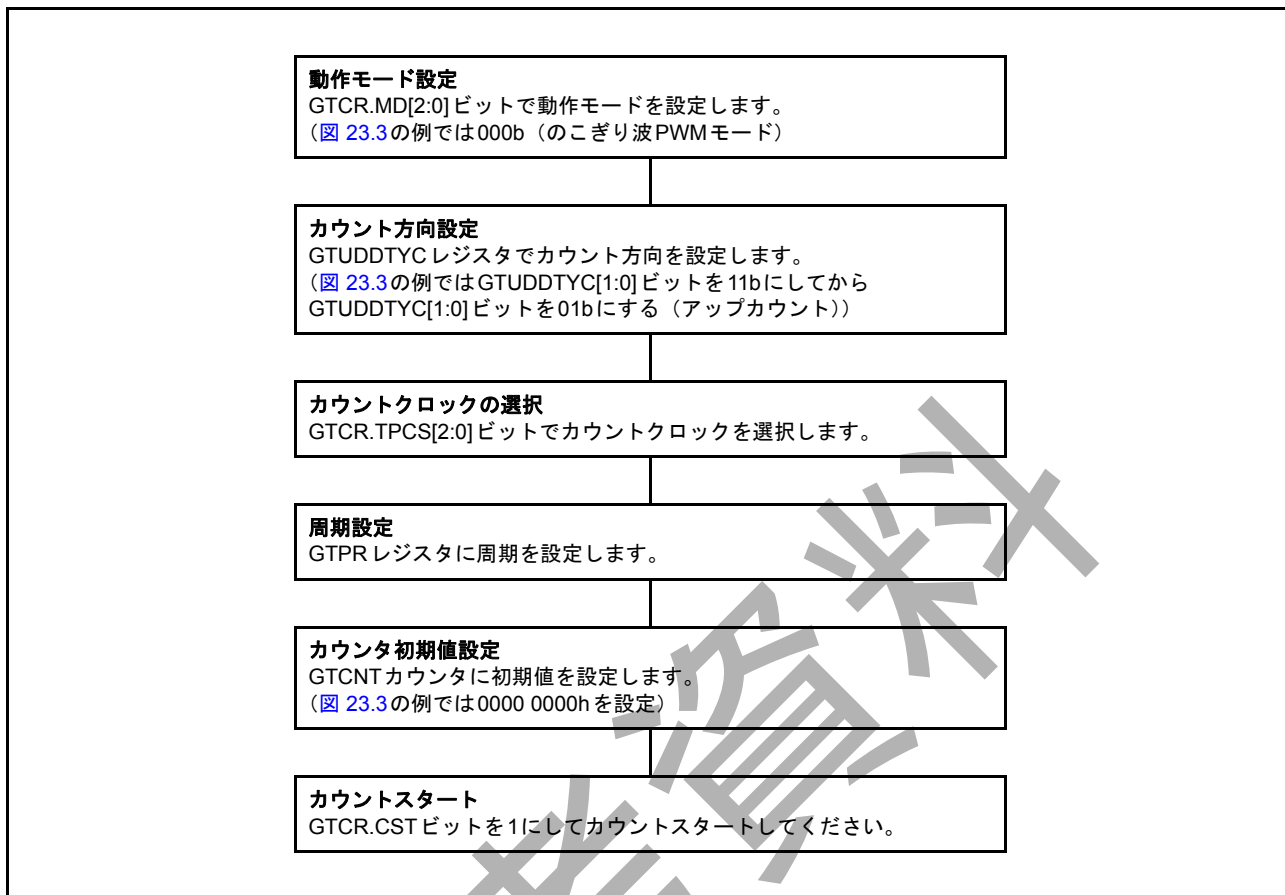 動作モード設定
GTCR.MD[2:0]ビットで動作モードを設定します。
（図 23.3の例では000b（のこぎり波PWMモード）
カウント方向設定
GTUDDTYCレジスタでカウント方向を設定します。
（図 23.3の例ではGTUDDTYC[1:0]ビットを11bにしてから
GTUDDTYC[1:0]ビットを01bにする（アップカウント））
カウントクロックの選択
GTCR.TPCS[2:0]ビットでカウントクロックを選択します。
周期設定
GTPRレジスタに周期を設定します。
カウンタ初期値設定
GTCNTカウンタに初期値を設定します。
（図 23.3の例では0000 0000hを設定）
カウントスタート
GTCR.CSTビットを1にしてカウントスタートしてください。
考資料